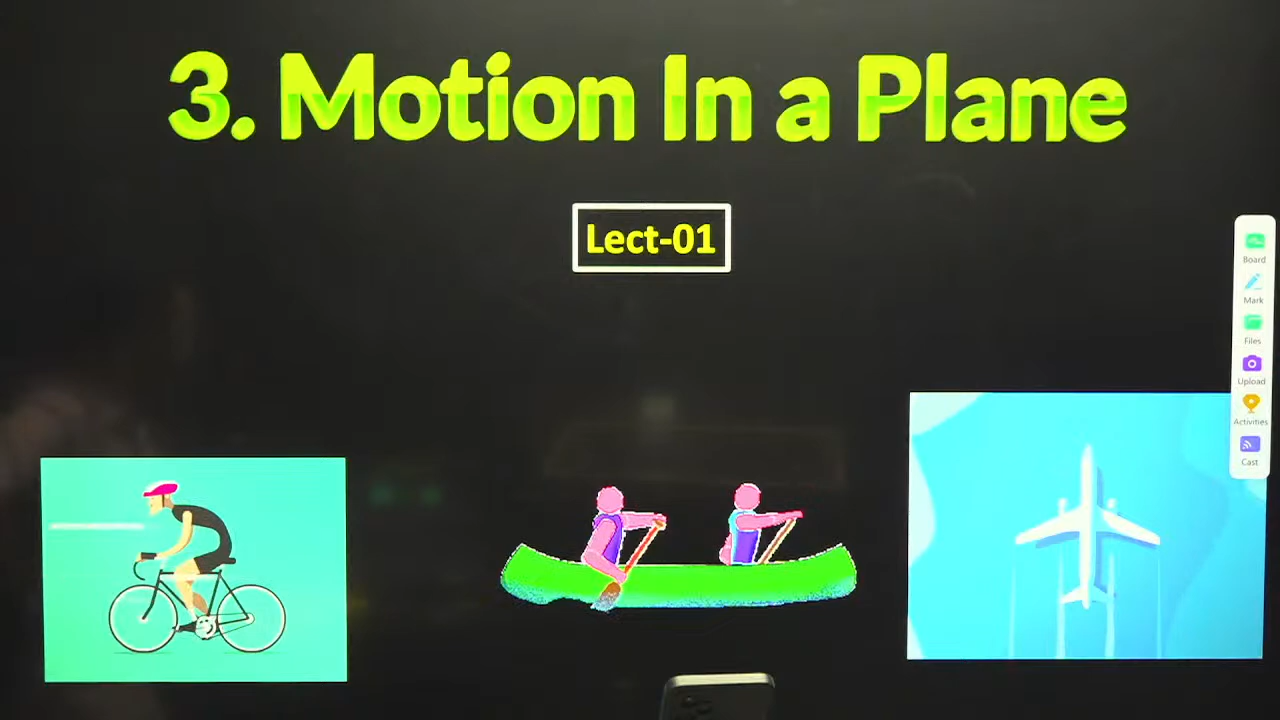 3. Motion In a Plane
Lect-01
Board
Mark
Files
Upload
Activities
Cast